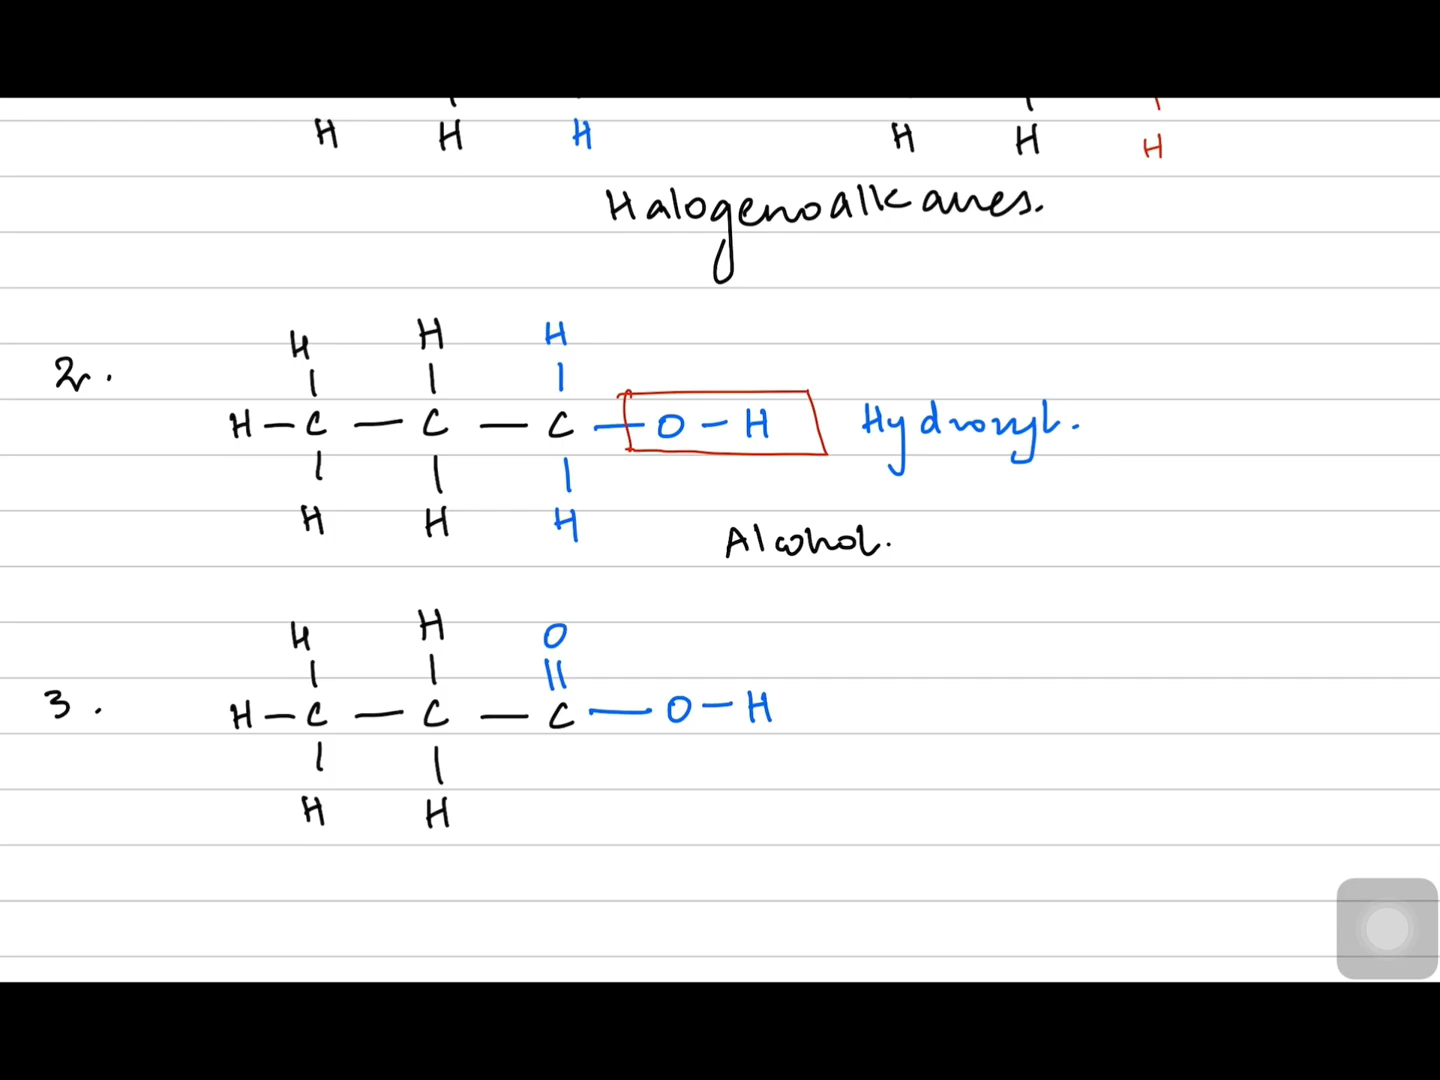 H H H H H H
Halogenoalkanes.
H H H
2.
H – C — C — C — O – H Hydroxyl.
H H H
Alcohol.
H H O
3.
H – C — C — C — O – H
H H